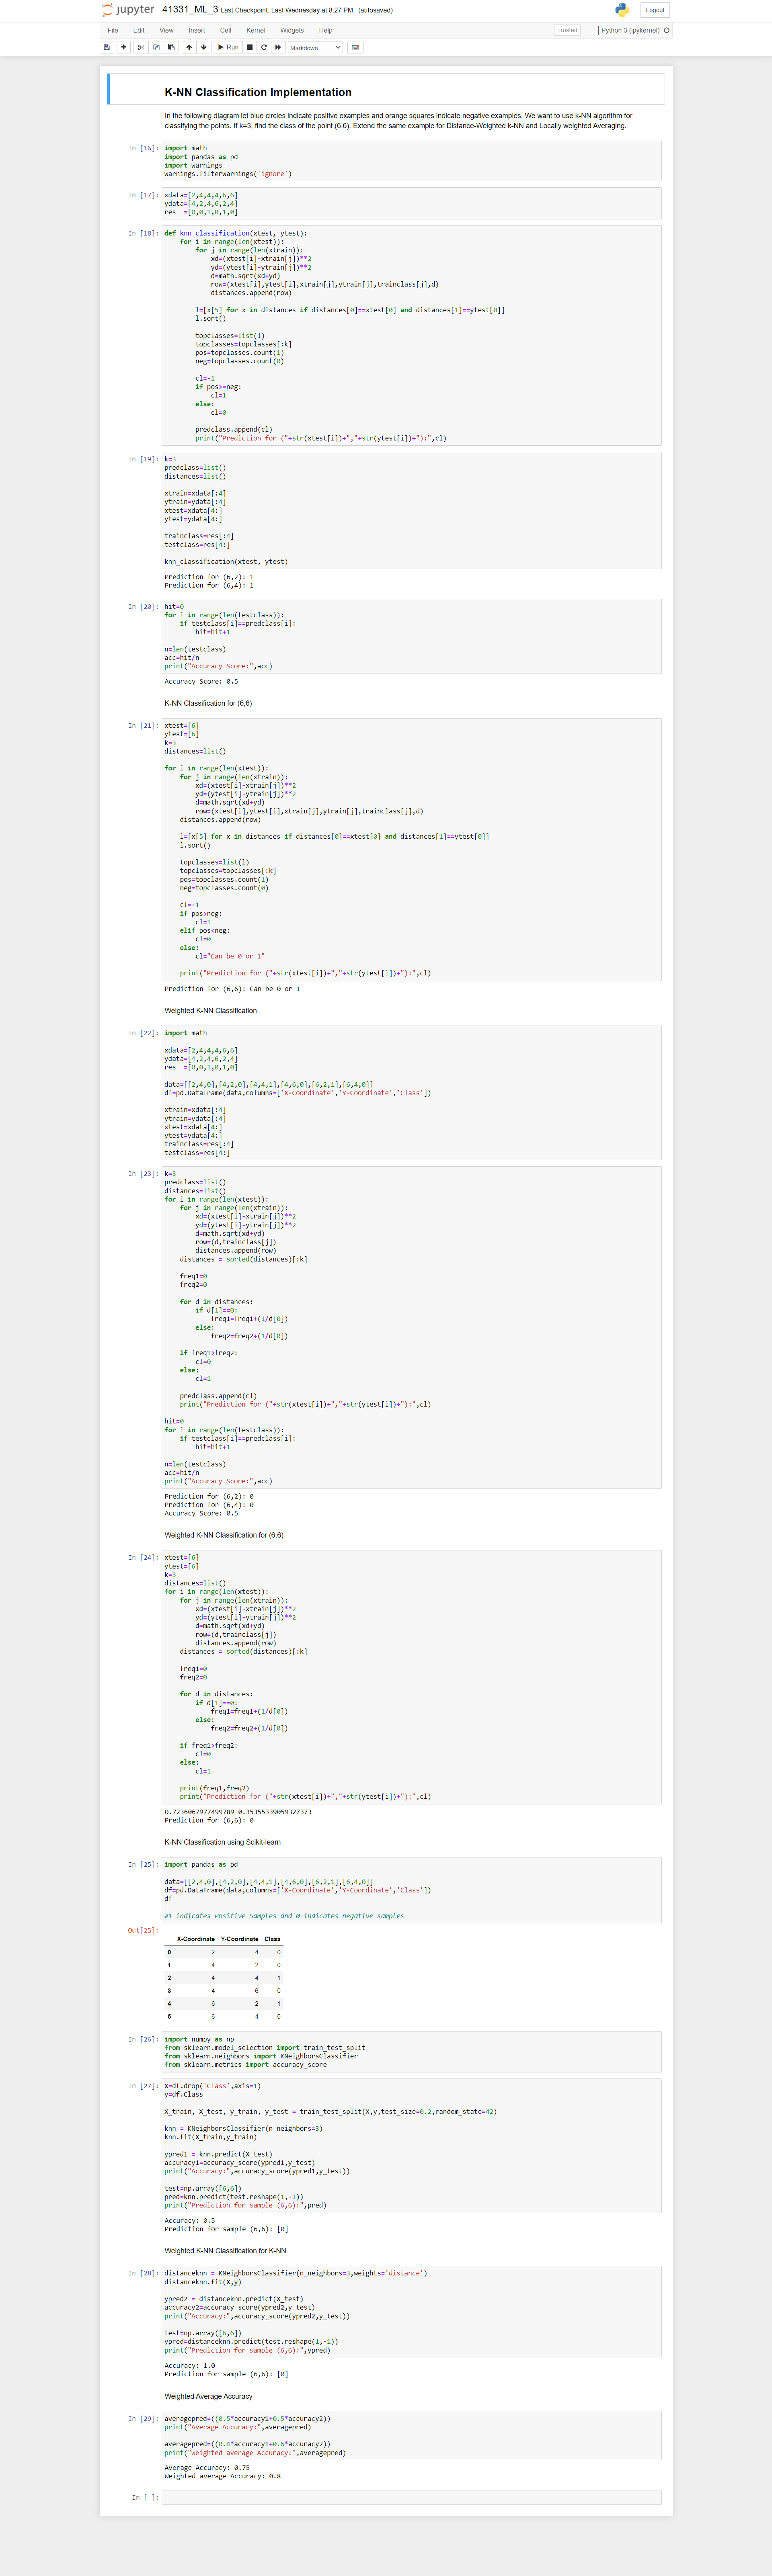 jupyter 41331_ML_3 Last Checkpoint: Last Wednesday at 8:27 PM (autosaved)
Logout
File Edit View Insert Cell Kernel Widgets Help
Trusted
Python 3 (ipykernel)
Run
Markdown
K-NN Classification Implementation
In the following diagram let blue circles indicate positive examples and orange squares indicate negative examples. We want to use k-NN algorithm for
classifying the points. If k=3, find the class of the point (6,6). Extend the same example for Distance-Weighted k-NN and Locally weighted Averaging.
In [16]: import math
import pandas as pd
import warnings
warnings.filterwarnings('ignore')
In [17]: xdata=[2,4,4,4,6,6]
ydata=[4,2,4,6,2,4]
res  =[0,0,1,0,1,0]
In [18]: def knn_classification(xtest, ytest):
    for i in range(len(xtest)):
        for j in range(len(xtrain)):
            xd=(xtest[i]-xtrain[j])**2
            yd=(ytest[i]-ytrain[j])**2
            d=math.sqrt(xd+yd)
            row=(xtest[i],ytest[i],xtrain[j],ytrain[j],trainclass[j],d)
            distances.append(row)
        l=[x[5] for x in distances if distances[0]==xtest[0] and distances[1]==ytest[0]]
        l.sort()
        topclasses=list(l)
        topclasses=topclasses[:k]
        pos=topclasses.count(1)
        neg=topclasses.count(0)
        cl=-1
        if pos>=neg:
            cl=1
        else:
            cl=0
        predclass.append(cl)
        print("Prediction for ("+str(xtest[i])+","+str(ytest[i])+"):",cl)
In [19]: k=3
predclass=list()
distances=list()
xtrain=xdata[:4]
ytrain=ydata[:4]
xtest=xdata[4:]
ytest=ydata[4:]
trainclass=res[:4]
testclass=res[4:]
knn_classification(xtest, ytest)
Prediction for (6,2): 1
Prediction for (6,4): 1
In [20]: hit=0
for i in range(len(testclass)):
    if testclass[i]==predclass[i]:
        hit=hit+1
n=len(testclass)
acc=hit/n
print("Accuracy Score:",acc)
Accuracy Score: 0.5
K-NN Classification for (6,6)
In [21]: xtest=[6]
ytest=[6]
k=3
distances=list()
for i in range(len(xtest)):
    for j in range(len(xtrain)):
        xd=(xtest[i]-xtrain[j])**2
        yd=(ytest[i]-ytrain[j])**2
        d=math.sqrt(xd+yd)
        row=(xtest[i],ytest[i],xtrain[j],ytrain[j],trainclass[j],d)
    distances.append(row)
    l=[x[5] for x in distances if distances[0]==xtest[0] and distances[1]==ytest[0]]
    l.sort()
    topclasses=list(l)
    topclasses=topclasses[:k]
    pos=topclasses.count(1)
    neg=topclasses.count(0)
    cl=-1
    if pos>neg:
        cl=1
    elif pos<neg:
        cl=0
    else:
        cl="Can be 0 or 1"
    print("Prediction for ("+str(xtest[i])+","+str(ytest[i])+"):",cl)
Prediction for (6,6): Can be 0 or 1
Weighted K-NN Classification
In [22]: import math
xdata=[2,4,4,4,6,6]
ydata=[4,2,4,6,2,4]
res  =[0,0,1,0,1,0]
data=[[2,4,0],[4,2,0],[4,4,1],[4,6,0],[6,2,1],[6,4,0]]
df=pd.DataFrame(data,columns=['X-Coordinate','Y-Coordinate','Class'])
xtrain=xdata[:4]
ytrain=ydata[:4]
xtest=xdata[4:]
ytest=ydata[4:]
trainclass=res[:4]
testclass=res[4:]
In [23]: k=3
predclass=list()
distances=list()
for i in range(len(xtest)):
    for j in range(len(xtrain)):
        xd=(xtest[i]-xtrain[j])**2
        yd=(ytest[i]-ytrain[j])**2
        d=math.sqrt(xd+yd)
        row=(d,trainclass[j])
        distances.append(row)
    distances = sorted(distances)[:k]
    freq1=0
    freq2=0
    for d in distances:
        if d[1]==0:
            freq1=freq1+(1/d[0])
        else:
            freq2=freq2+(1/d[0])
    if freq1>freq2:
        cl=0
    else:
        cl=1
    predclass.append(cl)
    print("Prediction for ("+str(xtest[i])+","+str(ytest[i])+"):",cl)
hit=0
for i in range(len(testclass)):
    if testclass[i]==predclass[i]:
        hit=hit+1
n=len(testclass)
acc=hit/n
print("Accuracy Score:",acc)
Prediction for (6,2): 0
Prediction for (6,4): 0
Accuracy Score: 0.5
Weighted K-NN Classification for (6,6)
In [24]: xtest=[6]
ytest=[6]
k=3
distances=list()
for i in range(len(xtest)):
    for j in range(len(xtrain)):
        xd=(xtest[i]-xtrain[j])**2
        yd=(ytest[i]-ytrain[j])**2
        d=math.sqrt(xd+yd)
        row=(d,trainclass[j])
        distances.append(row)
    distances = sorted(distances)[:k]
    freq1=0
    freq2=0
    for d in distances:
        if d[1]==0:
            freq1=freq1+(1/d[0])
        else:
            freq2=freq2+(1/d[0])
    if freq1>freq2:
        cl=0
    else:
        cl=1
    print(freq1,freq2)
    print("Prediction for ("+str(xtest[i])+","+str(ytest[i])+"):",cl)
0.7236067977499789 0.35355339059327373
Prediction for (6,6): 0
K-NN Classification using Scikit-learn
In [25]: import pandas as pd
data=[[2,4,0],[4,2,0],[4,4,1],[4,6,0],[6,2,1],[6,4,0]]
df=pd.DataFrame(data,columns=['X-Coordinate','Y-Coordinate','Class'])
df
#1 indicates Positive Samples and 0 indicates negative samples
Out[25]:
X-Coordinate Y-Coordinate Class
0 2 4 0
1 4 2 0
2 4 4 1
3 4 6 0
4 6 2 1
5 6 4 0
In [26]: import numpy as np
from sklearn.model_selection import train_test_split
from sklearn.neighbors import KNeighborsClassifier
from sklearn.metrics import accuracy_score
In [27]: X=df.drop('Class',axis=1)
y=df.Class
X_train, X_test, y_train, y_test = train_test_split(X,y,test_size=0.2,random_state=42)
knn = KNeighborsClassifier(n_neighbors=3)
knn.fit(X_train,y_train)
ypred1 = knn.predict(X_test)
accuracy1=accuracy_score(ypred1,y_test)
print("Accuracy:",accuracy_score(ypred1,y_test))
test=np.array([6,6])
pred=knn.predict(test.reshape(1,-1))
print("Prediction for sample (6,6):",pred)
Accuracy: 0.5
Prediction for sample (6,6): [0]
Weighted K-NN Classification for K-NN
In [28]: distanceknn = KNeighborsClassifier(n_neighbors=3,weights='distance')
distanceknn.fit(X,y)
ypred2 = distanceknn.predict(X_test)
accuracy2=accuracy_score(ypred2,y_test)
print("Accuracy:",accuracy_score(ypred2,y_test))
test=np.array([6,6])
ypred=distanceknn.predict(test.reshape(1,-1))
print("Prediction for sample (6,6):",ypred)
Accuracy: 1.0
Prediction for sample (6,6): [0]
Weighted Average Accuracy
In [29]: averagepred=((0.5*accuracy1+0.5*accuracy2))
print("Average Accuracy:",averagepred)
averagepred=((0.4*accuracy1+0.6*accuracy2))
print("Weighted average Accuracy:",averagepred)
Average Accuracy: 0.75
Weighted average Accuracy: 0.8
In [ ]: